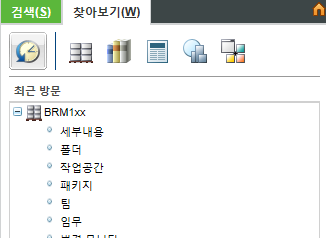 검색(S) 찾아보기(W)
최근 방문
BRM1xx
세부내용
폴더
작업공간
패키지
팀
임무